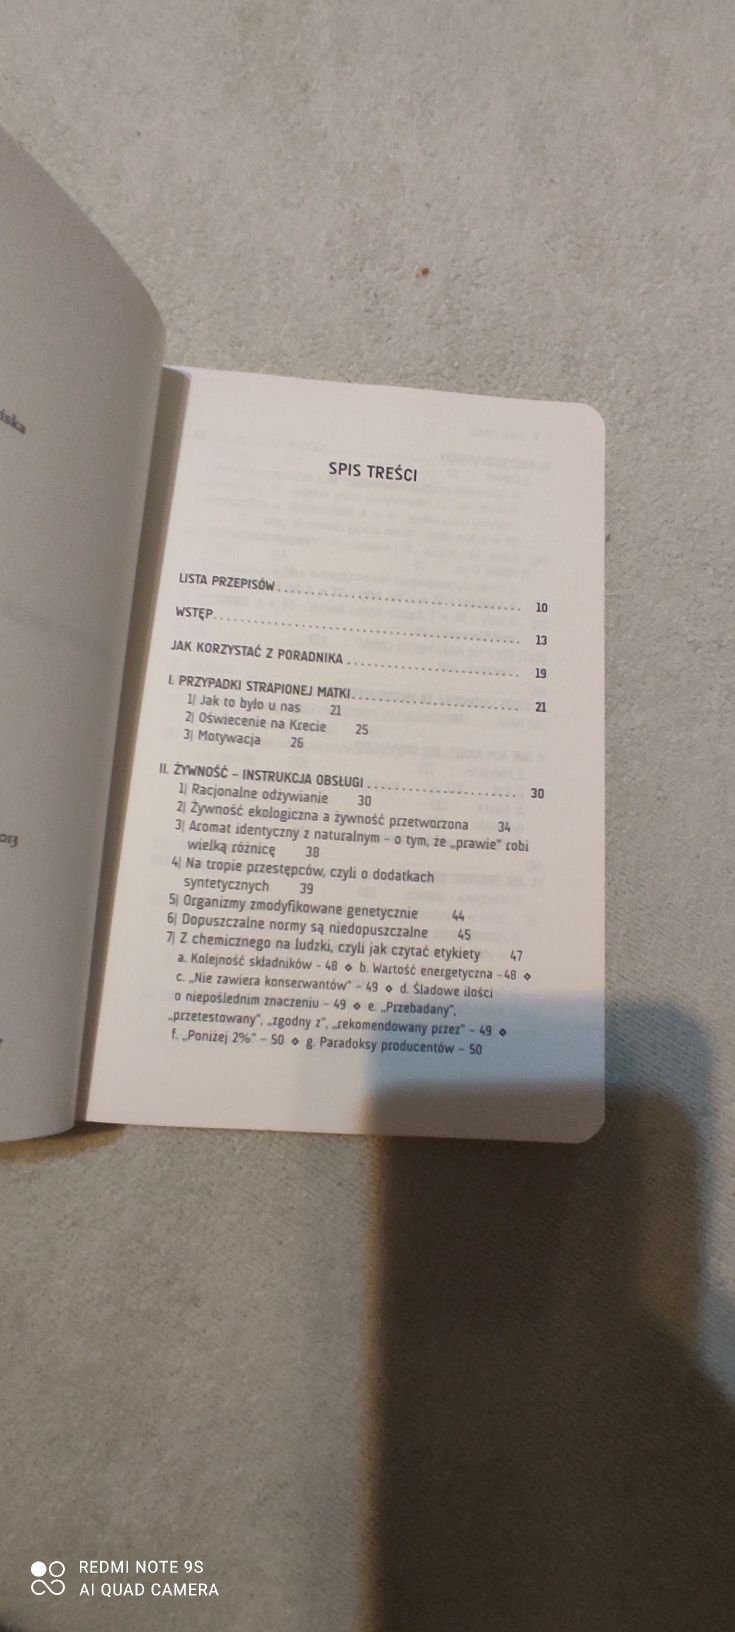 ńska
2013
SPIS TREŚCI
LISTA PRZEPISÓW 10
WSTĘP 13
JAK KORZYSTAĆ Z PORADNIKA 19
I. PRZYPADKI STRAPIONEJ MATKI 21
1| Jak to było u nas 21
2| Oświecenie na Krecie 25
3| Motywacja 26
II. ŻYWNOŚĆ – INSTRUKCJA OBSŁUGI 30
1| Racjonalne odżywianie 30
2| Żywność ekologiczna a żywność przetworzona 34
3| Aromat identyczny z naturalnym – o tym, że „prawie” robi
wielką różnicę 38
4| Na tropie przestępców, czyli o dodatkach
syntetycznych 39
5| Organizmy zmodyfikowane genetycznie 44
6| Dopuszczalne normy są niedopuszczalne 45
7| Z chemicznego na ludzki, czyli jak czytać etykiety 47
a. Kolejność składników – 48 ⋄ b. Wartość energetyczna – 48 ⋄
c. „Nie zawiera konserwantów” – 49 ⋄ d. Śladowe ilości
o niepoślednim znaczeniu – 49 ⋄ e. „Przebadany”,
„przetestowany”, „zgodny z”, „rekomendowany przez” – 49 ⋄
f. „Poniżej 2%” – 50 ⋄ g. Paradoksy producentów – 50
REDMI NOTE 9S
AI QUAD CAMERA